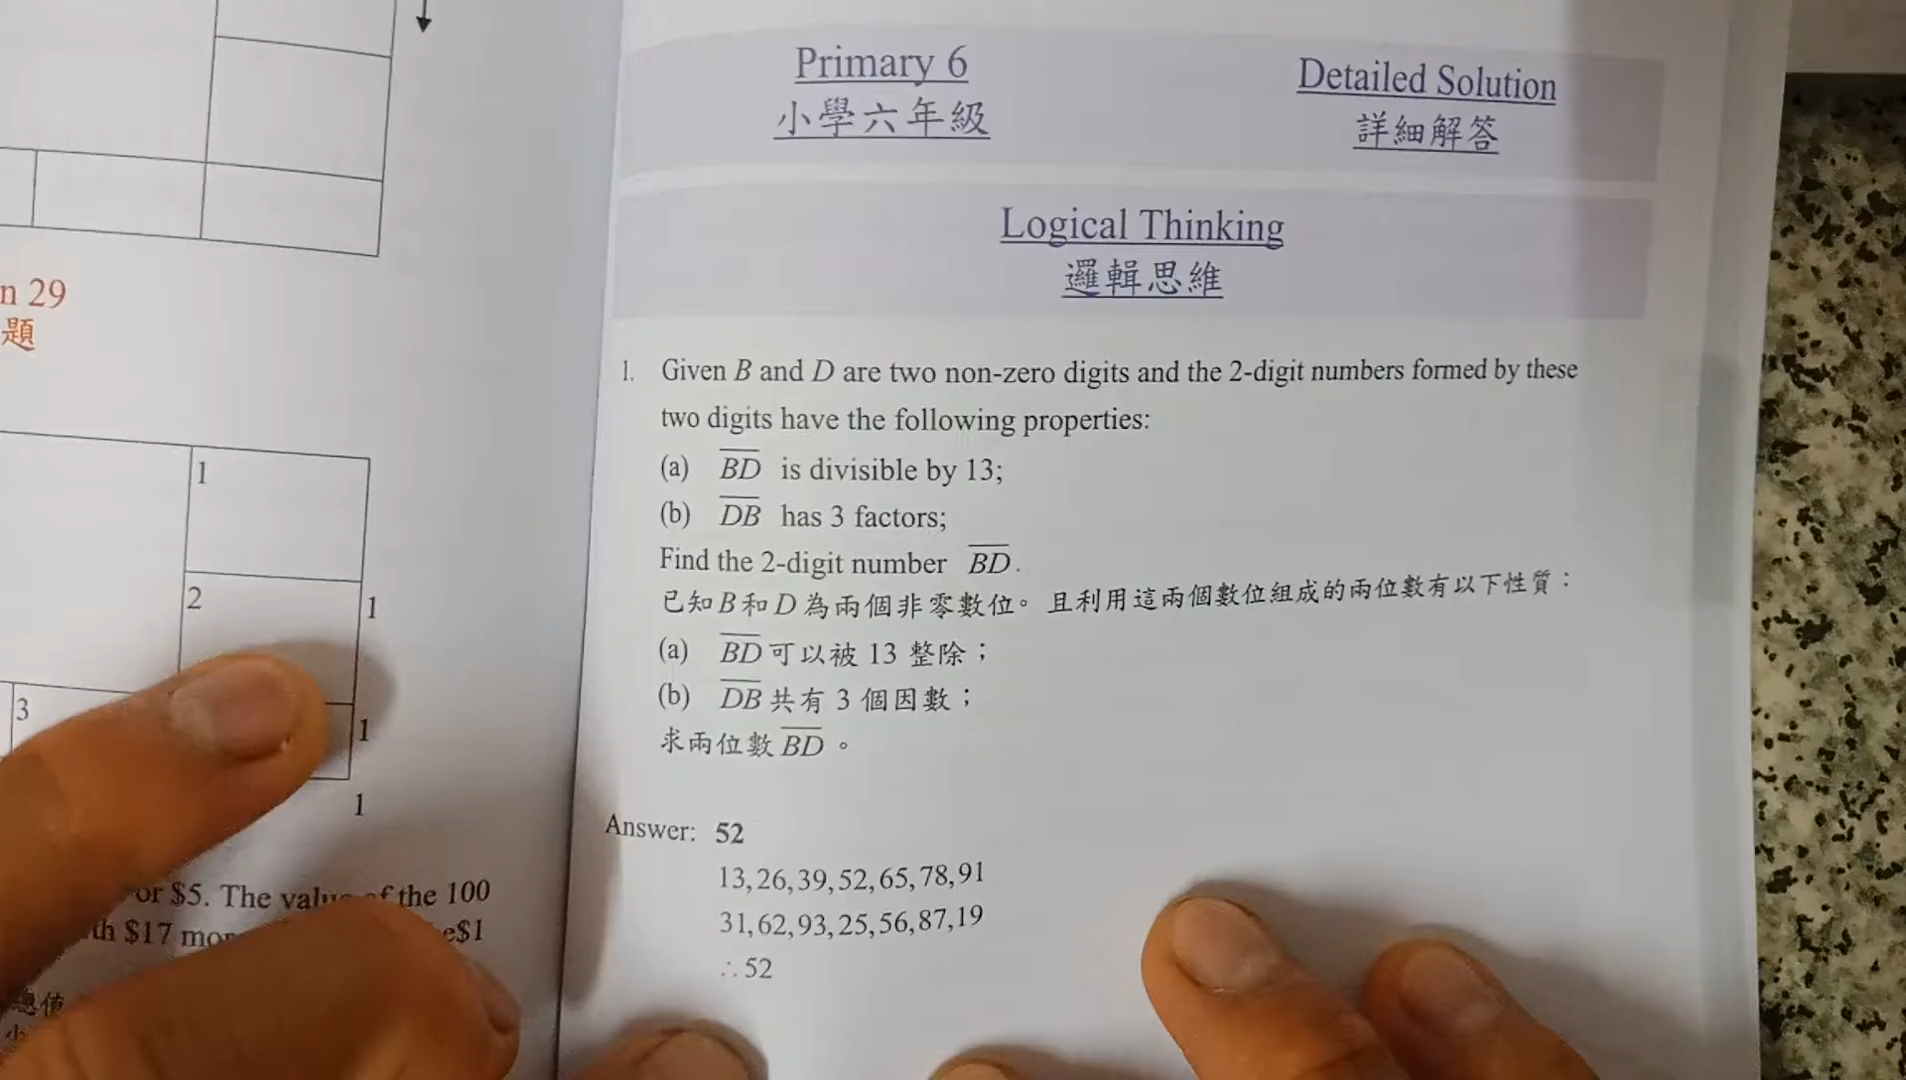 n 29
題
1
2
1
3
1
1
or $5. The value of the 100
th $17 mor
e$1
總值
Primary 6
小學六年級
Detailed Solution
詳細解答
Logical Thinking
邏輯思維
1. Given B and D are two non-zero digits and the 2-digit numbers formed by these
two digits have the following properties:
(a) BD is divisible by 13;
(b) DB has 3 factors;
Find the 2-digit number BD.
已知B和D為兩個非零數位。且利用這兩個數位組成的兩位數有以下性質：
(a) BD可以被 13 整除；
(b) DB共有 3 個因數；
求兩位數BD。
Answer: 52
13,26,39,52,65,78,91
31,62,93,25,56,87,19
∴52